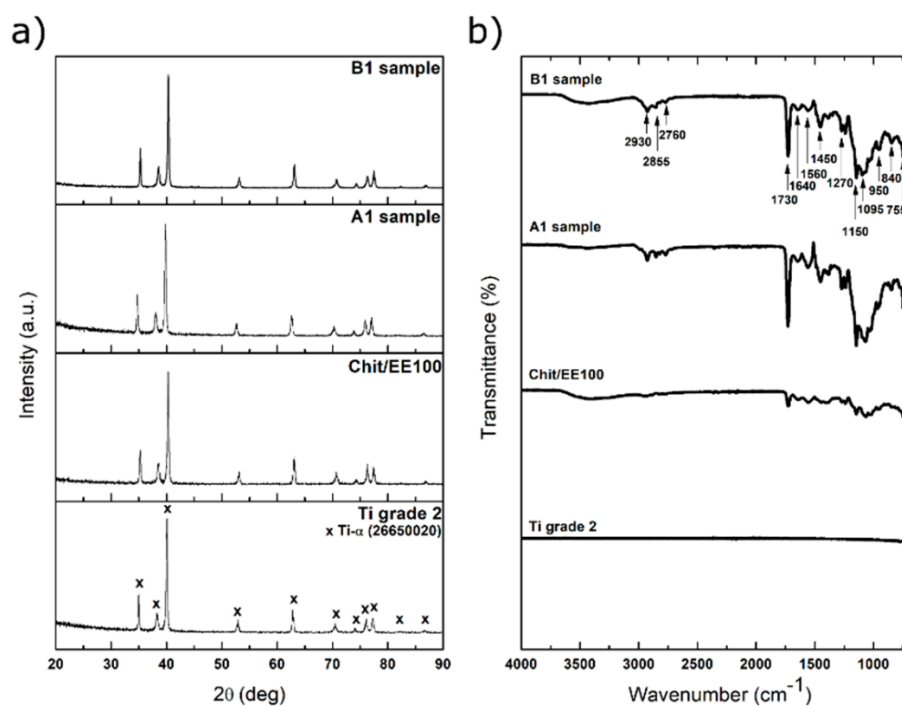 a)
B1 sample
A1 sample
Chit/EE100
Ti grade 2
x Ti-α (26650020)
x
x
x
x
x
x
x
x
x
x
x
Intensity (a.u.)
20 30 40 50 60 70 80 90
2θ (deg)
b)
B1 sample
2930
2855
2760
1730
1640
1560
1450
1270
1150
1095
950
840
755
A1 sample
Chit/EE100
Ti grade 2
Transmittance (%)
4000 3500 3000 2500 2000 1500 1000
Wavenumber (cm-1)